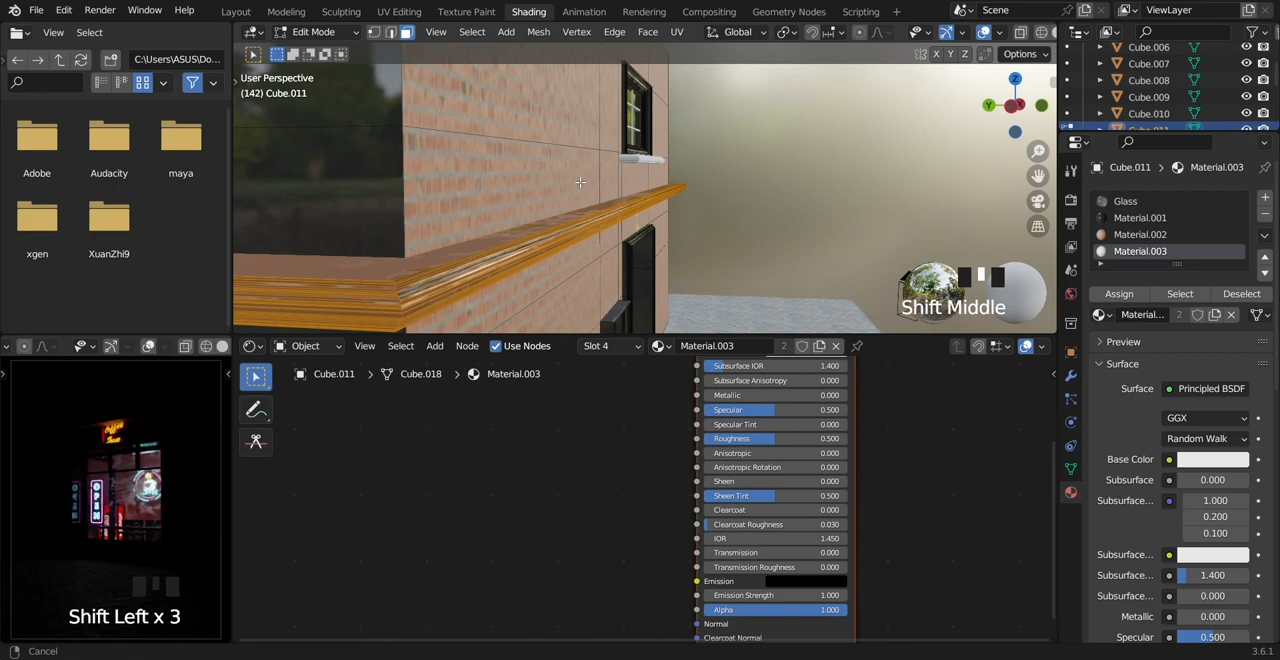 File Edit Render Window Help Layout Modeling Sculpting UV Editing Texture Paint Shading Animation Rendering Compositing Geometry Nodes Scripting + Scene ViewLayer
View Select C:\Users\ASUS\Do... Edit Mode View Select Add Mesh Vertex Edge Face UV Global
X Y Z Options
User Perspective
(142) Cube.011
Z
Y
X
Cube.006
Cube.007
Cube.008
Cube.009
Cube.010
Cube.011
Adobe Audacity maya
xgen XuanZhi9
Shift Middle
Cube.011 > Material.003
Glass
Material.001
Material.002
Material.003
Assign Select Deselect
Material... 2
Preview
Surface
Surface Principled BSDF
GGX
Random Walk
Base Color
Subsurface 0.000
Subsurface... 1.000
0.200
0.100
Subsurface...
Subsurface... 1.400
Subsurface... 0.000
Metallic 0.000
Specular 0.500
Object View Select Add Node Use Nodes Slot 4 Material.003 2
Cube.011 > Cube.018 > Material.003
Subsurface IOR 1.400
Subsurface Anisotropy 0.000
Metallic 0.000
Specular 0.500
Specular Tint 0.000
Roughness 0.500
Anisotropic 0.000
Anisotropic Rotation 0.000
Sheen 0.000
Sheen Tint 0.500
Clearcoat 0.000
Clearcoat Roughness 0.030
IOR 1.450
Transmission 0.000
Transmission Roughness 0.000
Emission
Emission Strength 1.000
Alpha 1.000
Normal
Clearcoat Normal
OPEN
Shift Left x 3
Cancel 3.6.1